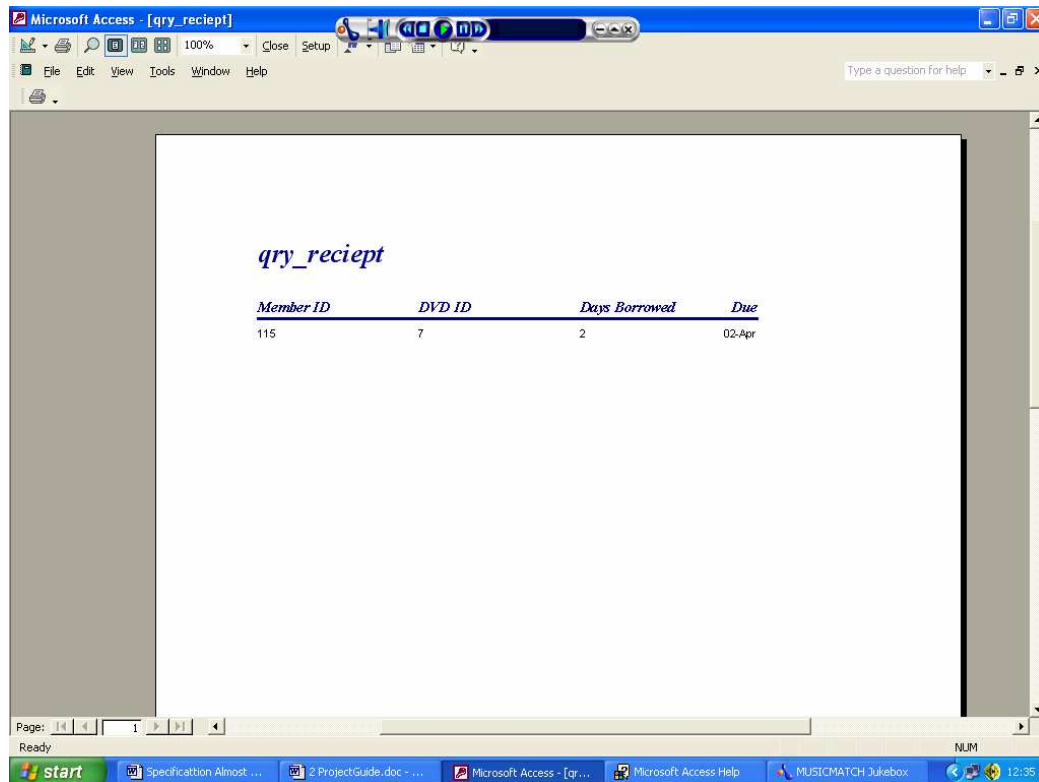 Microsoft Access - [qry_reciept]
100% Close Setup
File Edit View Tools Window Help Type a question for help
qry_reciept
Member ID DVD ID Days Borrowed Due
115 7 2 02-Apr
Page: 1
Ready NUM
start Specificattion Almost ... 2 ProjectGuide.doc - ... Microsoft Access - [qr... Microsoft Access Help MUSICMATCH Jukebox 12:35